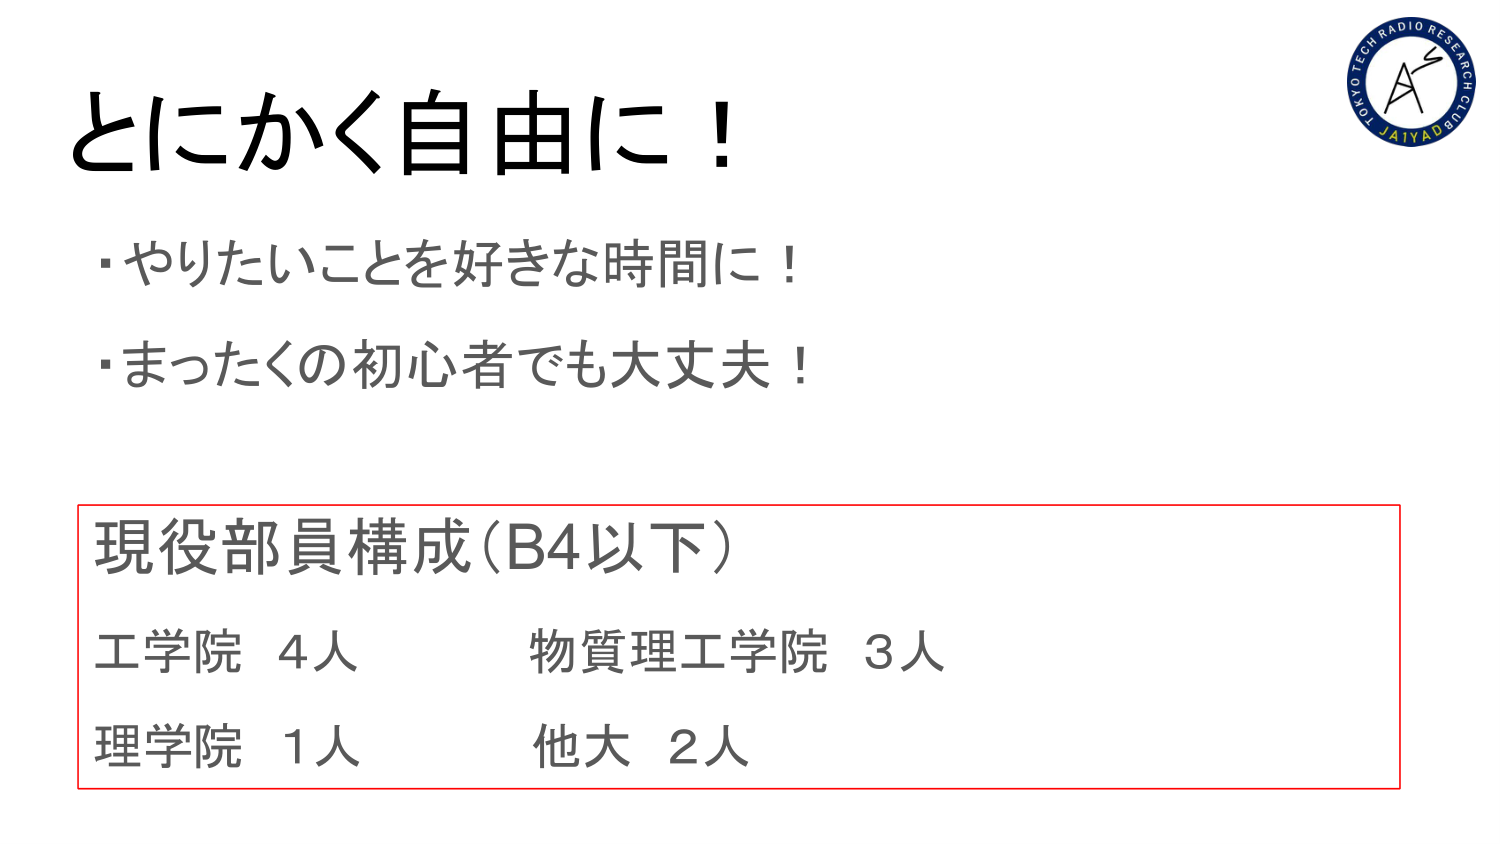 TOKYO TECH RADIO RESEARCH CLUB
JA1YAD
とにかく自由に！
・やりたいことを好きな時間に！
・まったくの初心者でも大丈夫！
現役部員構成（B4以下）
工学院　４人　　　物質理工学院　３人
理学院　１人　　　他大　２人